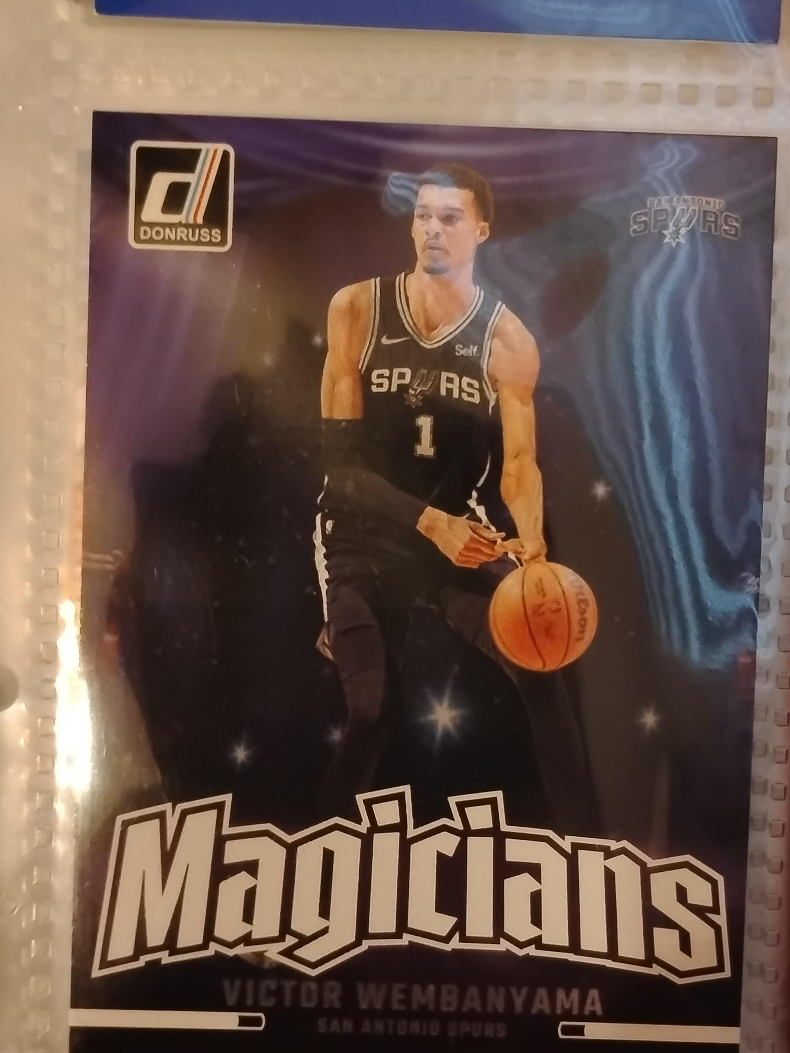 DONRUSS
SAN ANTONIO
SPURS
Self.
SPURS
1
Wilson
Magicians
VICTOR WEMBANYAMA
SAN ANTONIO SPURS